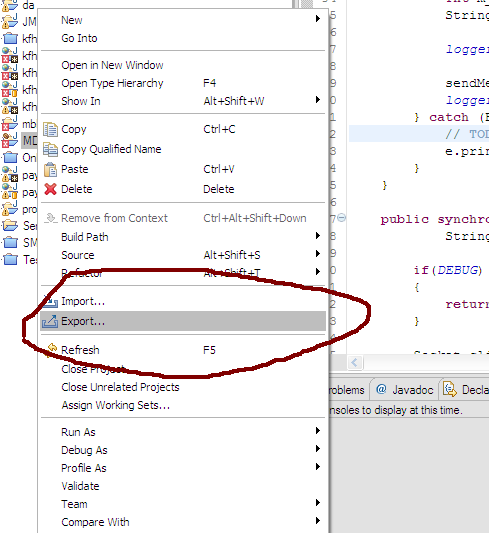 da
JM
kfh
kfh
kfh
kfh
mb
MD
On
pay
pay
pro
Se
SM
Tes
New
Go Into
Open in New Window
Open Type Hierarchy F4
Show In Alt+Shift+W
Copy Ctrl+C
Copy Qualified Name
Paste Ctrl+V
Delete Delete
Remove from Context Ctrl+Alt+Shift+Down
Build Path
Source Alt+Shift+S
Refactor Alt+Shift+T
Import...
Export...
Refresh F5
Close Project
Close Unrelated Projects
Assign Working Sets...
Run As
Debug As
Profile As
Validate
Team
Compare With
String
logger
sendMe
logger
} catch (E
// TOD
e.prin
}
}
public synchro
String
if(DEBUG)
{
return
}
roblems @ Javadoc Decla
nsoles to display at this time.